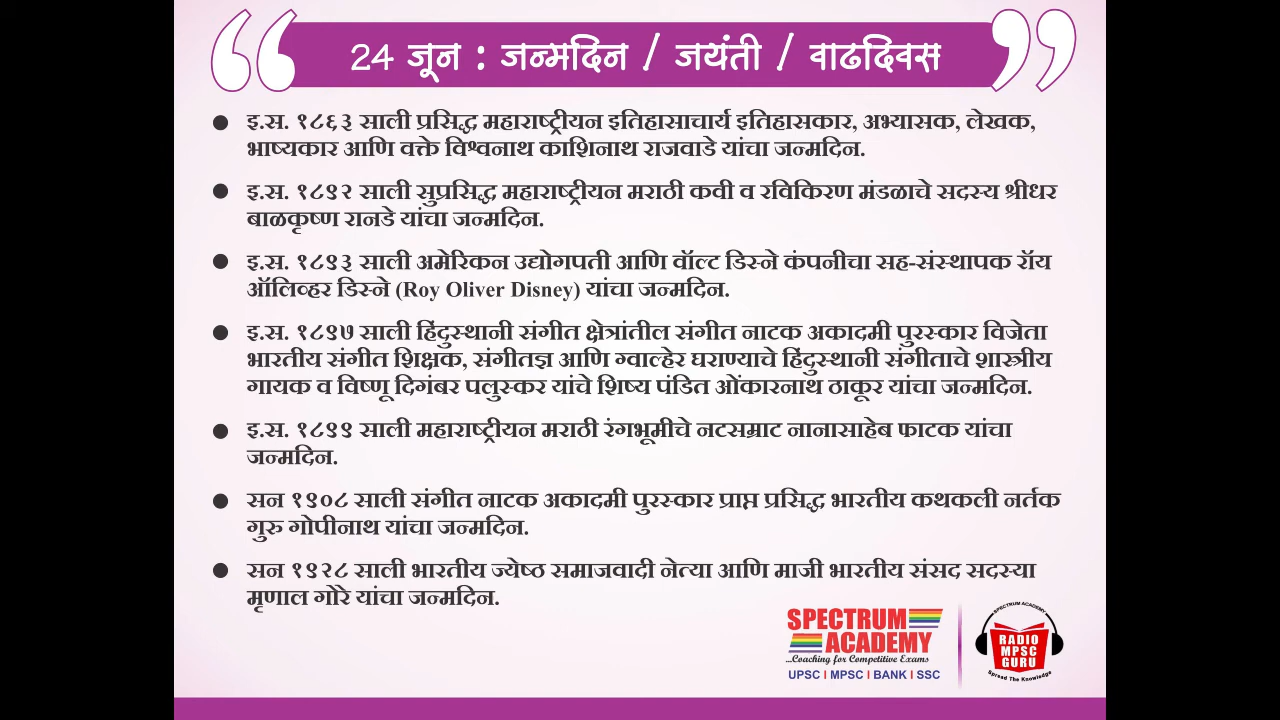 24 जून : जन्मदिन / जयंती / वाढदिवस
इ.स. १८६३ साली प्रसिद्ध महाराष्ट्रीयन इतिहासाचार्य इतिहासकार, अभ्यासक, लेखक,
भाष्यकार आणि वक्ते विश्वनाथ काशिनाथ राजवाडे यांचा जन्मदिन.
इ.स. १८९२ साली सुप्रसिद्ध महाराष्ट्रीयन मराठी कवी व रविकिरण मंडळाचे सदस्य श्रीधर
बाळकृष्ण रानडे यांचा जन्मदिन.
इ.स. १८९३ साली अमेरिकन उद्योगपती आणि वॉल्ट डिस्ने कंपनीचा सह-संस्थापक रॉय
ऑलिव्हर डिस्ने (Roy Oliver Disney) यांचा जन्मदिन.
इ.स. १८९७ साली हिंदुस्थानी संगीत क्षेत्रांतील संगीत नाटक अकादमी पुरस्कार विजेता
भारतीय संगीत शिक्षक, संगीतज्ञ आणि ग्वाल्हेर घराण्याचे हिंदुस्थानी संगीताचे शास्त्रीय
गायक व विष्णू दिगंबर पलुस्कर यांचे शिष्य पंडित ओंकारनाथ ठाकूर यांचा जन्मदिन.
इ.स. १८९९ साली महाराष्ट्रीयन मराठी रंगभूमीचे नटसम्राट नानासाहेब फाटक यांचा
जन्मदिन.
सन १९०८ साली संगीत नाटक अकादमी पुरस्कार प्राप्त प्रसिद्ध भारतीय कथकली नर्तक
गुरु गोपीनाथ यांचा जन्मदिन.
सन १९२८ साली भारतीय ज्येष्ठ समाजवादी नेत्या आणि माजी भारतीय संसद सदस्या
मृणाल गोरे यांचा जन्मदिन.
SPECTRUM
ACADEMY
...Coaching for Competitive Exams
UPSC | MPSC | BANK | SSC
SPECTRUM ACADEMY
RADIO
MPSC
GURU
Spread The Knowledge